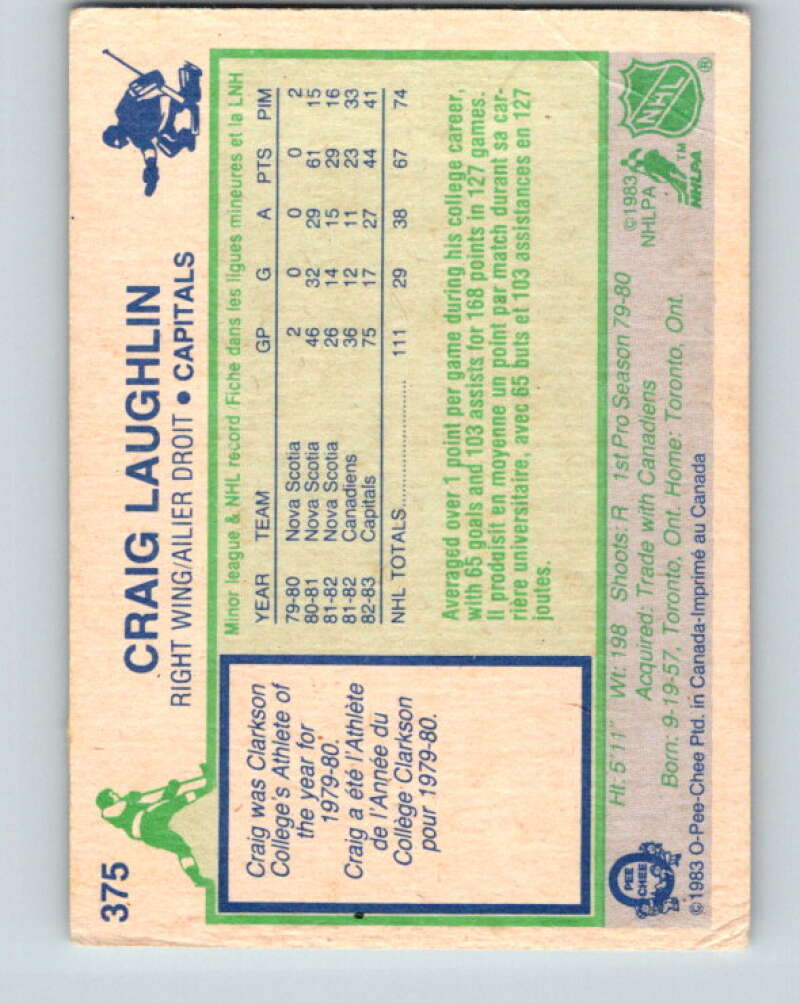 375
CRAIG LAUGHLIN
RIGHT WING/AILIER DROIT • CAPITALS
Craig was Clarkson
College's Athlete of
the year for
1979-80.
Craig a été l'Athlète
de l'Année du
Collège Clarkson
pour 1979-80.
Minor league & NHL record/Fiche dans les ligues mineures et la LNH
YEAR TEAM GP G A PTS PIM
79-80 Nova Scotia 2 0 0 0 2
80-81 Nova Scotia 46 32 29 61 15
81-82 Nova Scotia 26 14 15 29 16
81-82 Canadiens 36 12 11 23 33
82-83 Capitals 75 17 27 44 41
NHL TOTALS.................... 111 29 38 67 74
Averaged over 1 point per game during his college career,
with 65 goals and 103 assists for 168 points in 127 games.
Il produisit en moyenne un point par match durant sa car-
rière universitaire, avec 65 buts et 103 assistances en 127
joutes.
Ht. 5'11" Wt: 198 Shoots: R 1st Pro Season 79-80
Acquired: Trade with Canadiens
Born: 9-19-57, Toronto, Ont. Home: Toronto, Ont.
©1983 O-Pee-Chee Ptd. in Canada-Imprimé au Canada
O
PEE
CHEE
©1983
NHLPA
NHLPA
TM
NHL
®